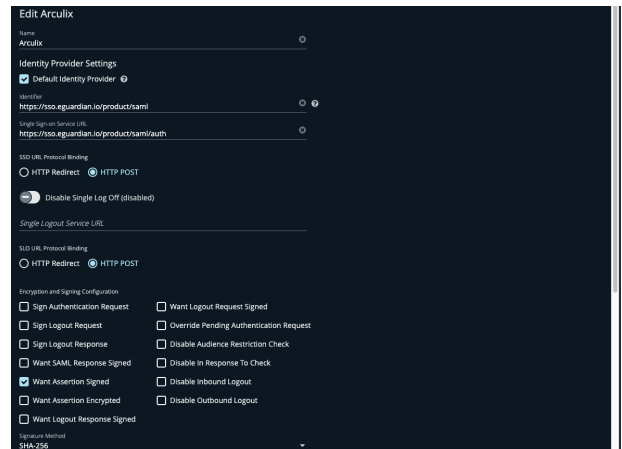 Edit Arculix
Name
Arculix
Identity Provider Settings
Default Identity Provider
Identifier
https://sso.eguardian.io/product/saml
Single Sign-on Service URL
https://sso.eguardian.io/product/saml/auth
SSO URL Protocol Binding
HTTP Redirect HTTP POST
Disable Single Log Off (disabled)
Single Logout Service URL
SLO URL Protocol Binding
HTTP Redirect HTTP POST
Encryption and Signing Configuration
Sign Authentication Request Want Logout Request Signed
Sign Logout Request Override Pending Authentication Request
Sign Logout Response Disable Audience Restriction Check
Want SAML Response Signed Disable In Response To Check
Want Assertion Signed Disable Inbound Logout
Want Assertion Encrypted Disable Outbound Logout
Want Logout Response Signed
Signature Method
SHA-256